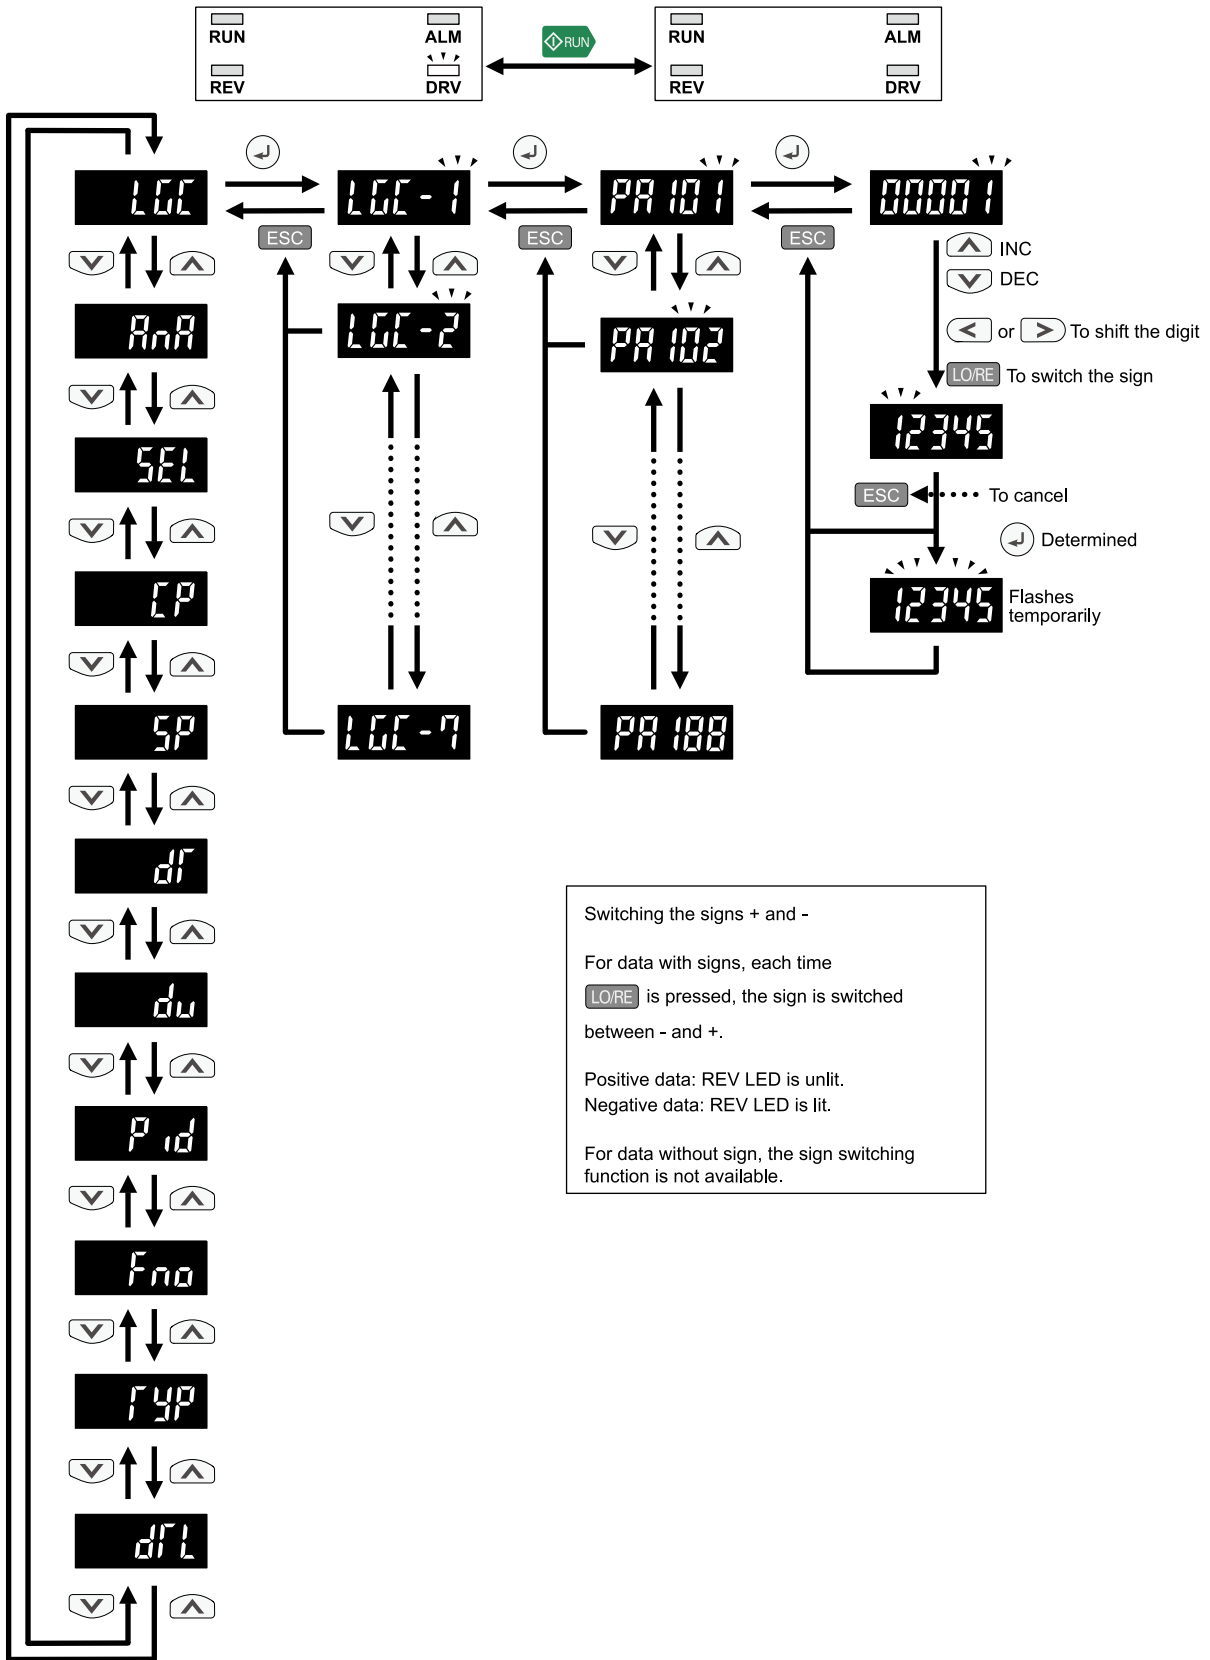 RUN ALM RUN RUN ALM
REV DRV REV DRV
LGC LGC-1 PA101 00001
ESC ESC ESC
INC
DEC
AnA LGC-2 PA102
or To shift the digit
LO/RE To switch the sign
SEL 12345
ESC To cancel
Determined
CP 12345 Flashes
temporarily
SP LGC-7 PA188
dT
Switching the signs + and -
For data with signs, each time
LO/RE is pressed, the sign is switched
between - and +.
Positive data: REV LED is unlit.
Negative data: REV LED is lit.
For data without sign, the sign switching
function is not available.
du
Pid
Fno
TYP
dTL